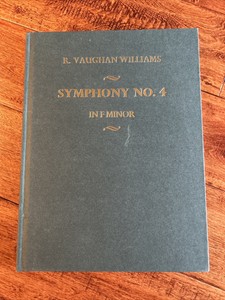 R. VAUGHAN WILLIAMS
SYMPHONY NO. 4
IN F MINOR